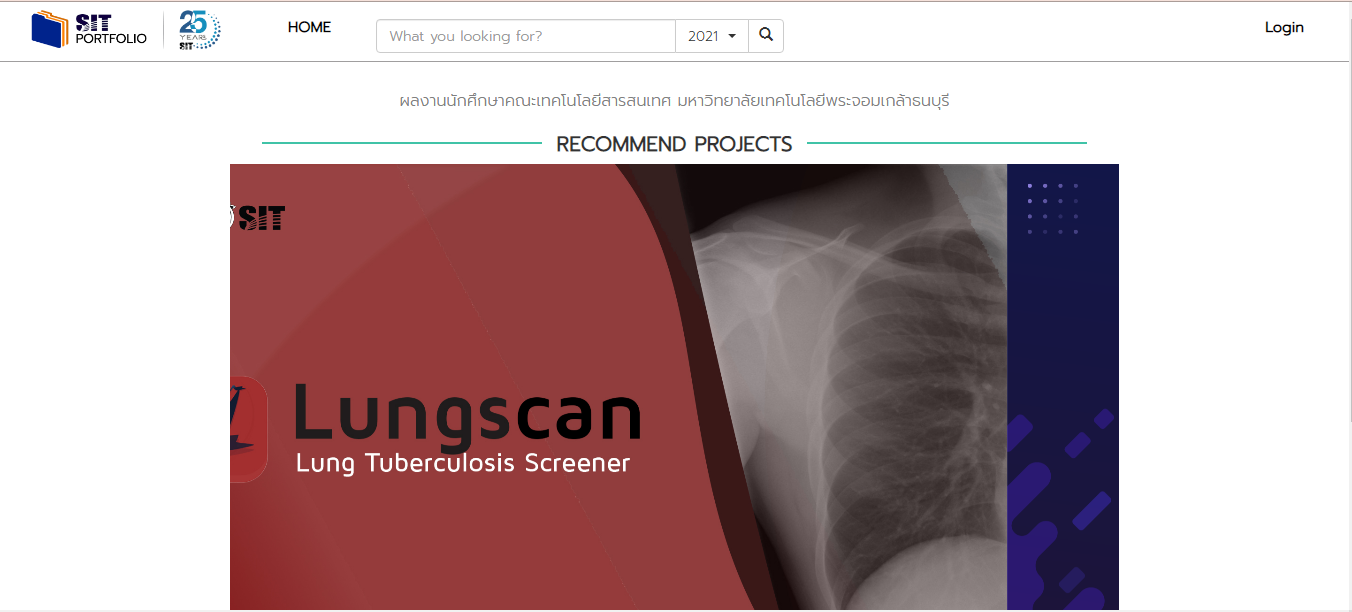 SIT
PORTFOLIO
25
YEARS
SIT
HOME
What you looking for?
2021
Login
ผลงานนักศึกษาคณะเทคโนโลยีสารสนเทศ มหาวิทยาลัยเทคโนโลยีพระจอมเกล้าธนบุรี
RECOMMEND PROJECTS
SIT
Lungscan
Lung Tuberculosis Screener